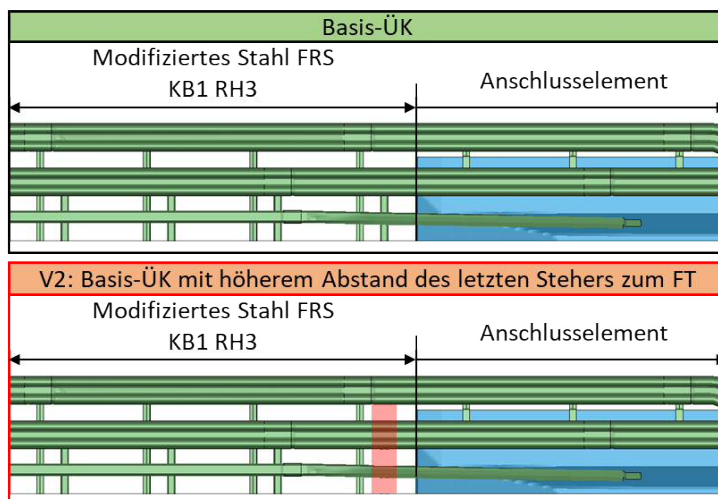 Basis-ÜK
Modifiziertes Stahl FRS
KB1 RH3
Anschlusselement
V2: Basis-ÜK mit höherem Abstand des letzten Stehers zum FT
Modifiziertes Stahl FRS
KB1 RH3
Anschlusselement